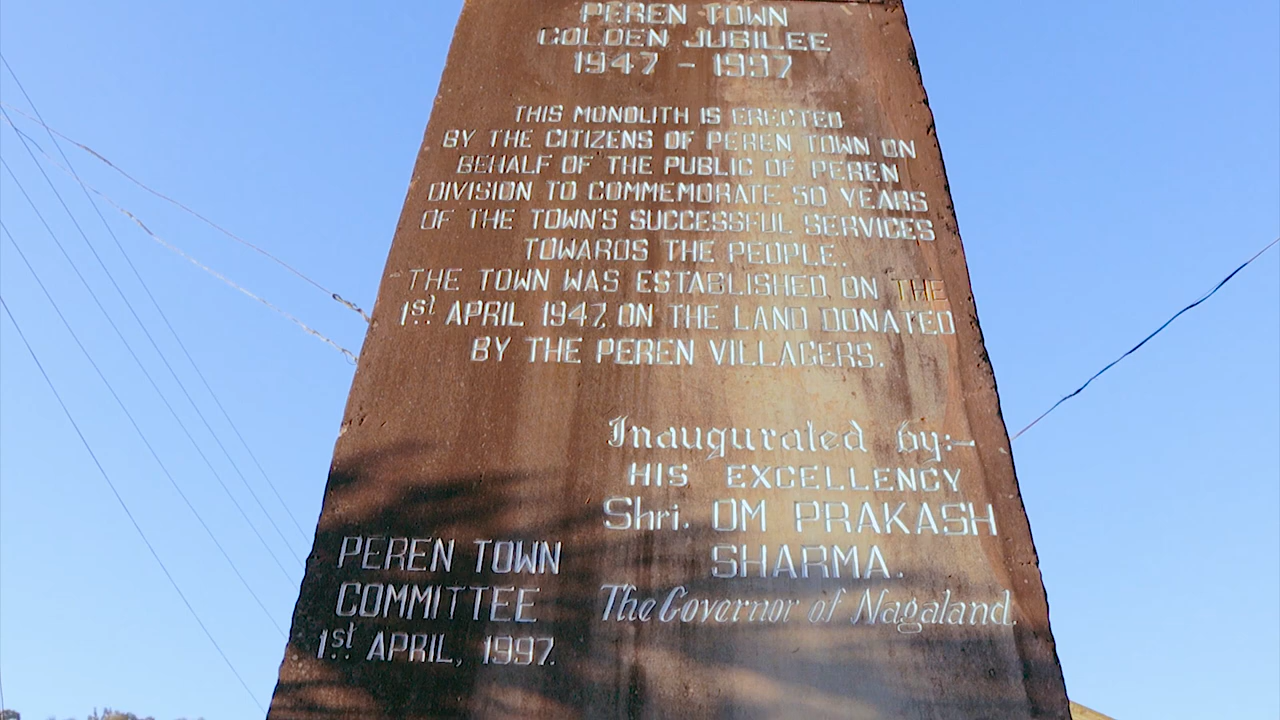 PEREN TOWN
GOLDEN JUBILEE
1947 - 1997
THIS MONOLITH IS ERECTED
BY THE CITIZENS OF PEREN TOWN ON
BEHALF OF THE PUBLIC OF PEREN
DIVISION TO COMMEMORATE 50 YEARS
OF THE TOWN'S SUCCESSFUL SERVICES
TOWARDS THE PEOPLE.
THE TOWN WAS ESTABLISHED ON THE
1st APRIL 1947, ON THE LAND DONATED
BY THE PEREN VILLAGERS.
Inaugurated by:-
HIS EXCELLENCY
Shri. OM PRAKASH
SHARMA.
The Governor of Nagaland.
PEREN TOWN
COMMITTEE
1st APRIL, 1997.